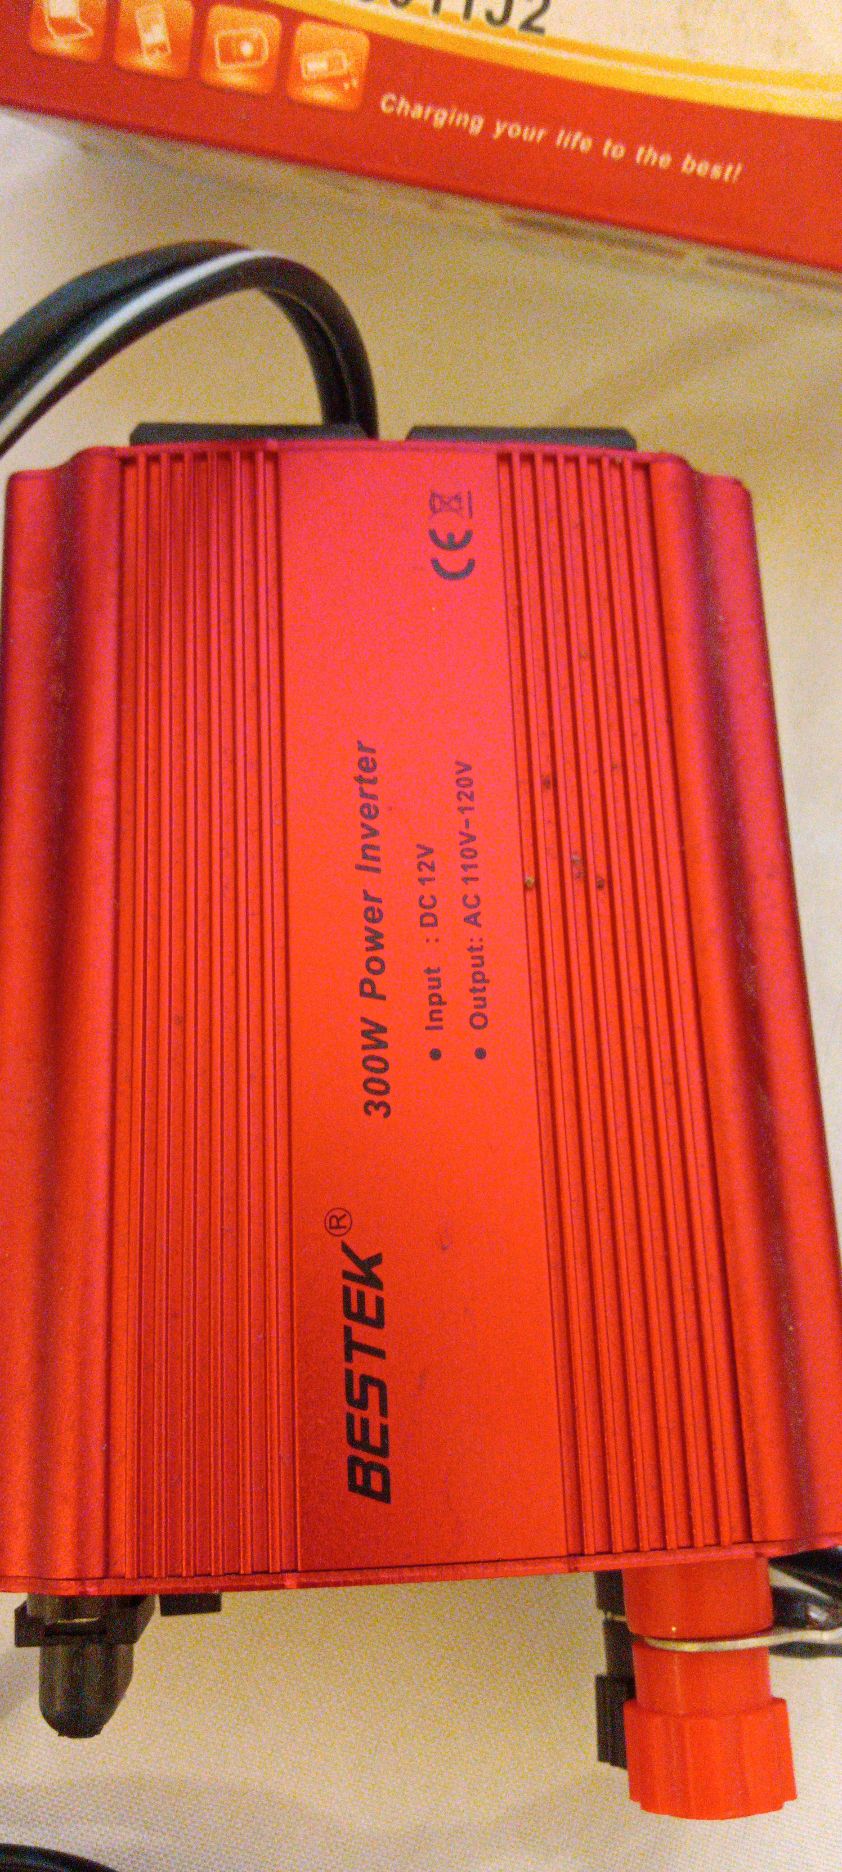 Charging your life to the best!
BESTEK®
300W Power Inverter
● Input : DC 12V
● Output: AC 110V-120V
CE